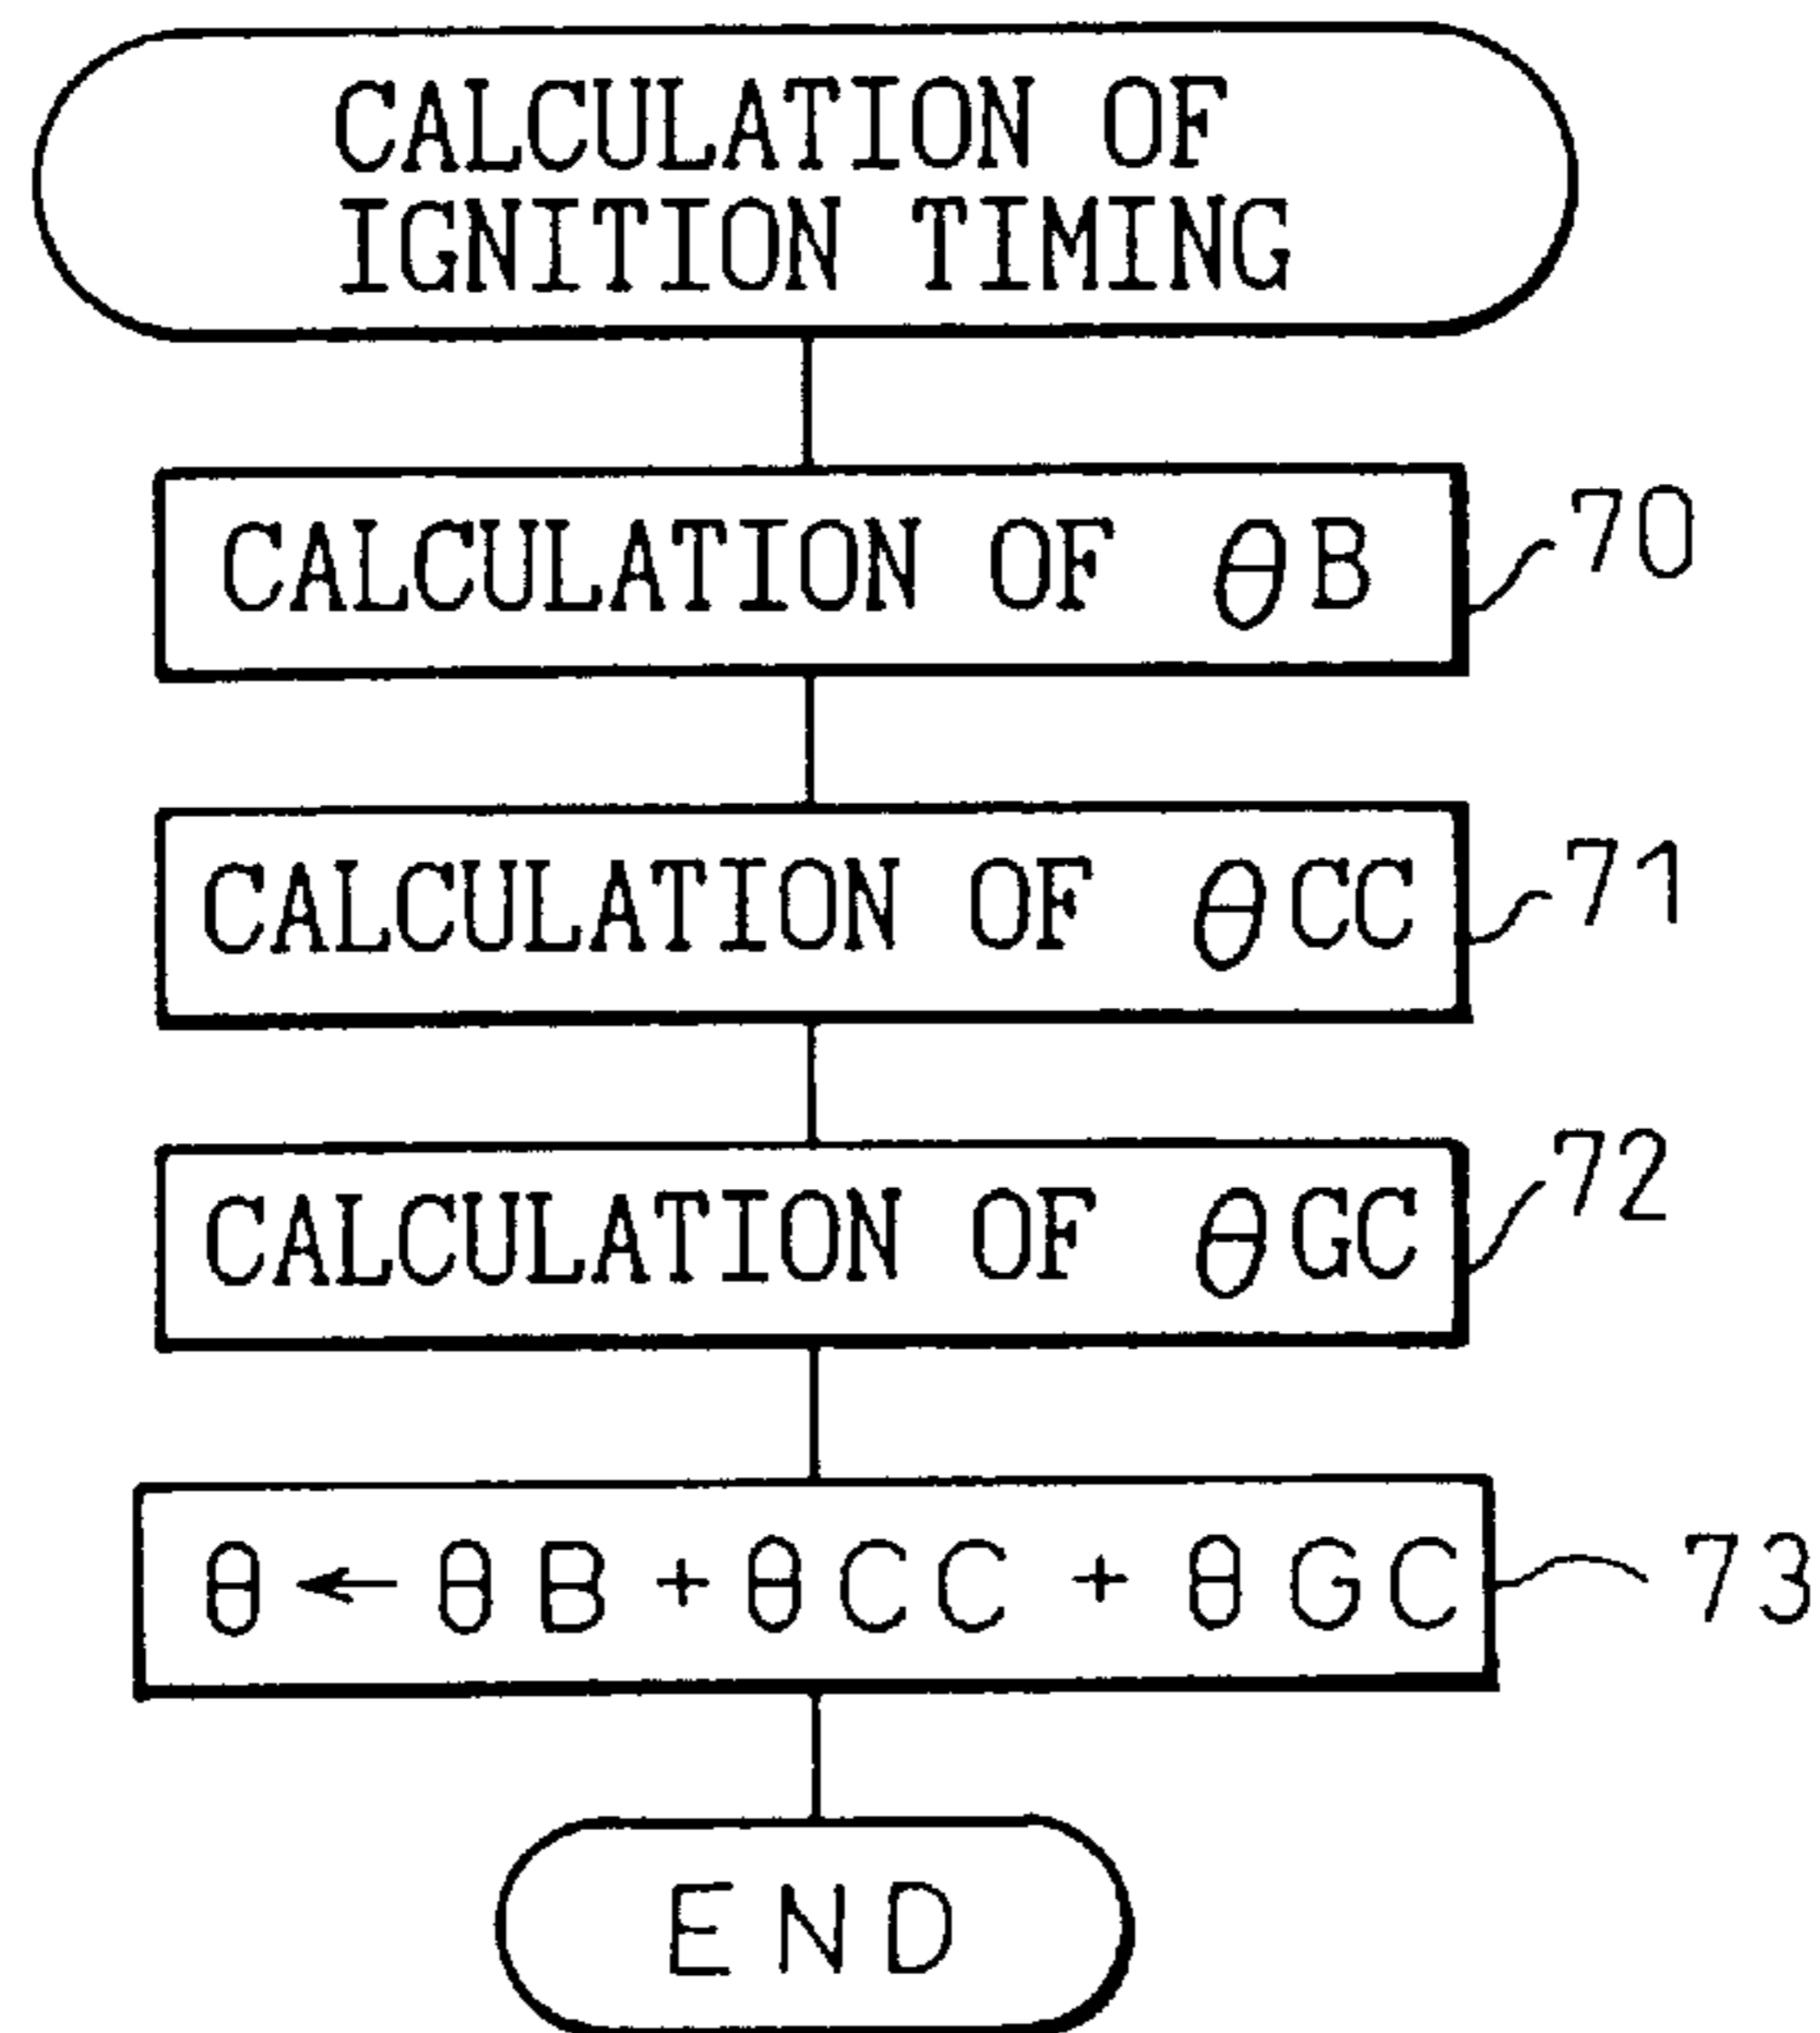 CALCULATION OF
IGNITION TIMING
CALCULATION OF θB
70
CALCULATION OF θCC
71
CALCULATION OF θGC
72
θ ← θB + θCC + θGC
73
END